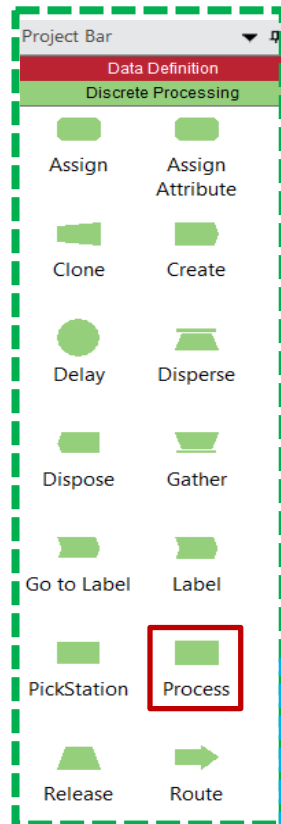 Project Bar
Data Definition
Discrete Processing
Assign
Assign
Attribute
Clone
Create
Delay
Disperse
Dispose
Gather
Go to Label
Label
PickStation
Process
Release
Route